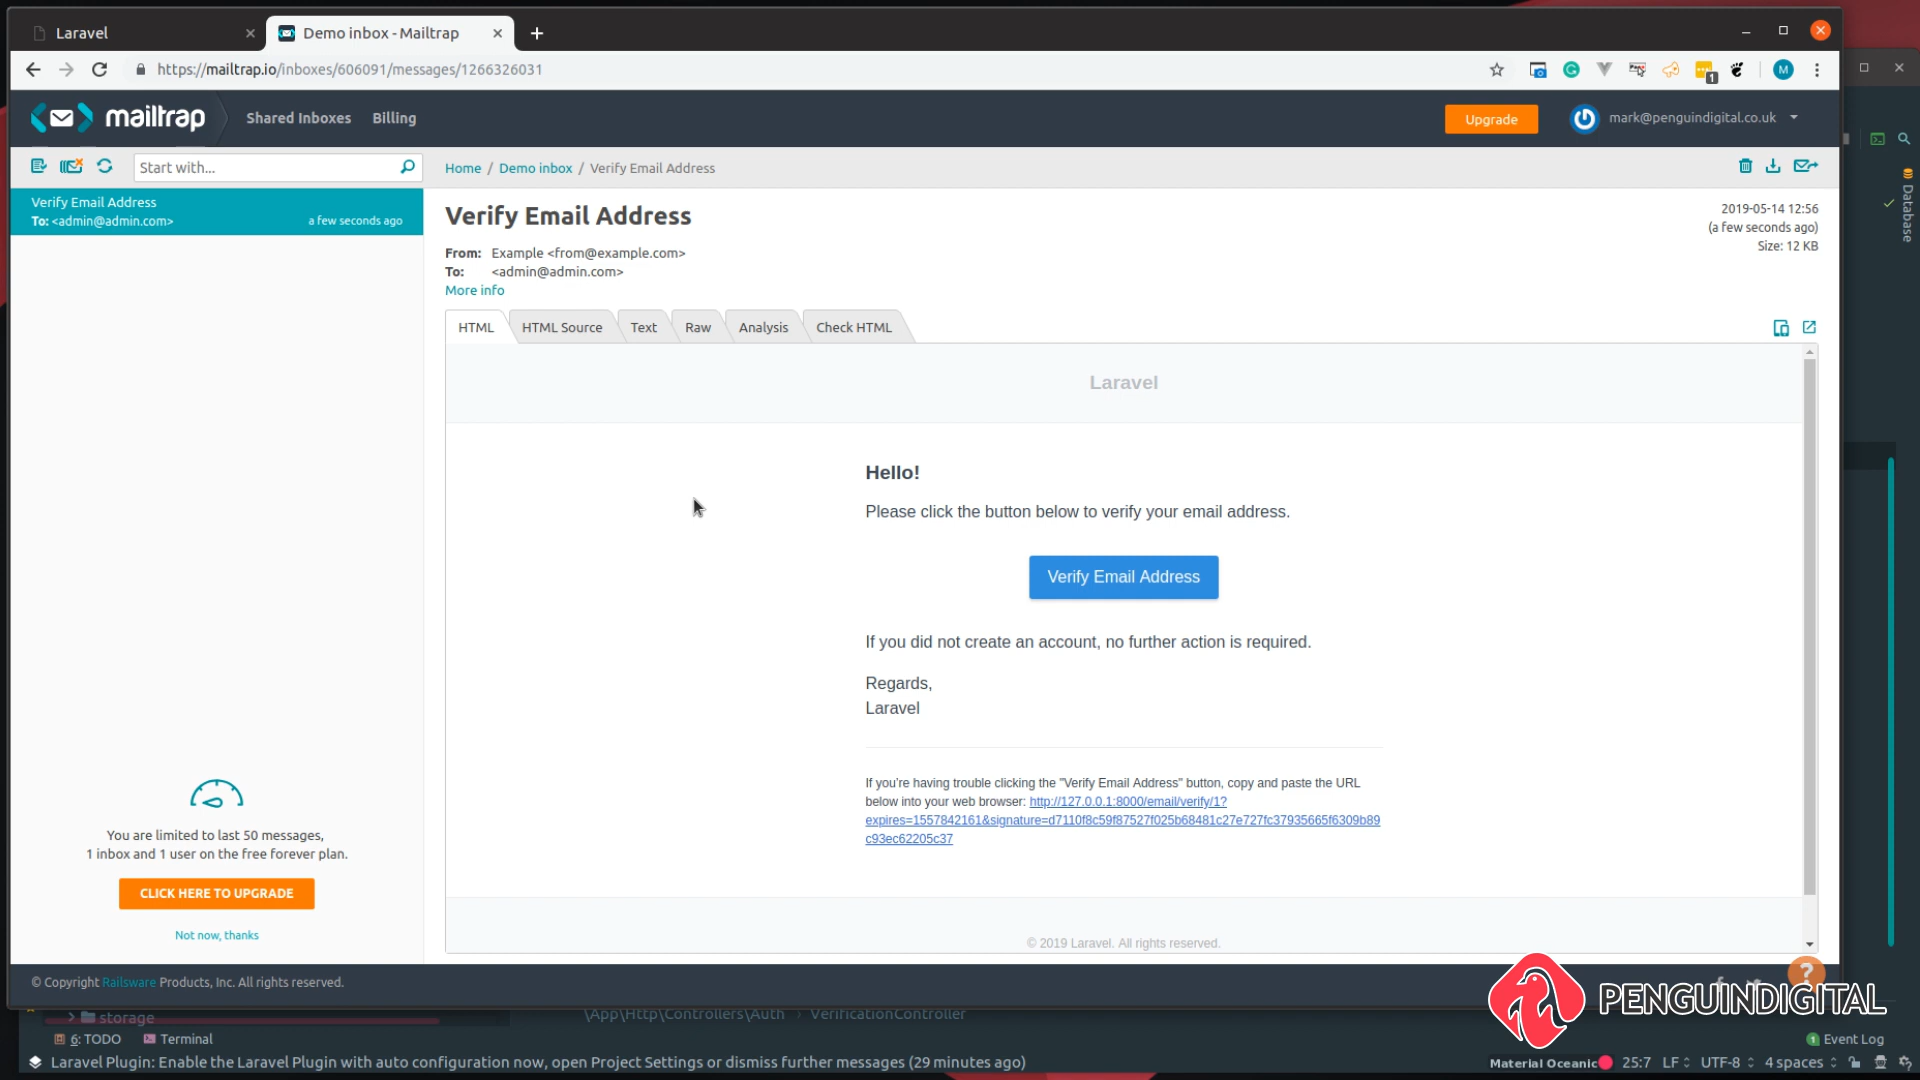 Laravel
Demo inbox - Mailtrap
https://mailtrap.io/inboxes/606091/messages/1266326031
1
M
mailtrap
Shared Inboxes
Billing
Upgrade
mark@penguindigital.co.uk
Start with...
Home / Demo inbox / Verify Email Address
Verify Email Address
To: <admin@admin.com>
a few seconds ago
Verify Email Address
2019-05-14 12:56
(a few seconds ago)
Size: 12 KB
From: Example <from@example.com>
To: <admin@admin.com>
More info
HTML
HTML Source
Text
Raw
Analysis
Check HTML
Laravel
Hello!
Please click the button below to verify your email address.
Verify Email Address
If you did not create an account, no further action is required.
Regards,
Laravel
If you're having trouble clicking the "Verify Email Address" button, copy and paste the URL
below into your web browser: http://127.0.0.1:8000/email/verify/1?
expires=1557842161&signature=d7110f8c59f87527f025b68481c27e727fc37935665f6309b89
c93ec62205c37
© 2019 Laravel. All rights reserved.
You are limited to last 50 messages,
1 inbox and 1 user on the free forever plan.
CLICK HERE TO UPGRADE
Not now, thanks
© Copyright Railsware Products, Inc. All rights reserved.
?
PENGUINDIGITAL
Database
storage
\App\Http\Controllers\Auth › VerificationController
6: TODO
Terminal
1 Event Log
Laravel Plugin: Enable the Laravel Plugin with auto configuration now, open Project Settings or dismiss further messages (29 minutes ago)
Material Oceanic
25:7
LF
UTF-8
4 spaces